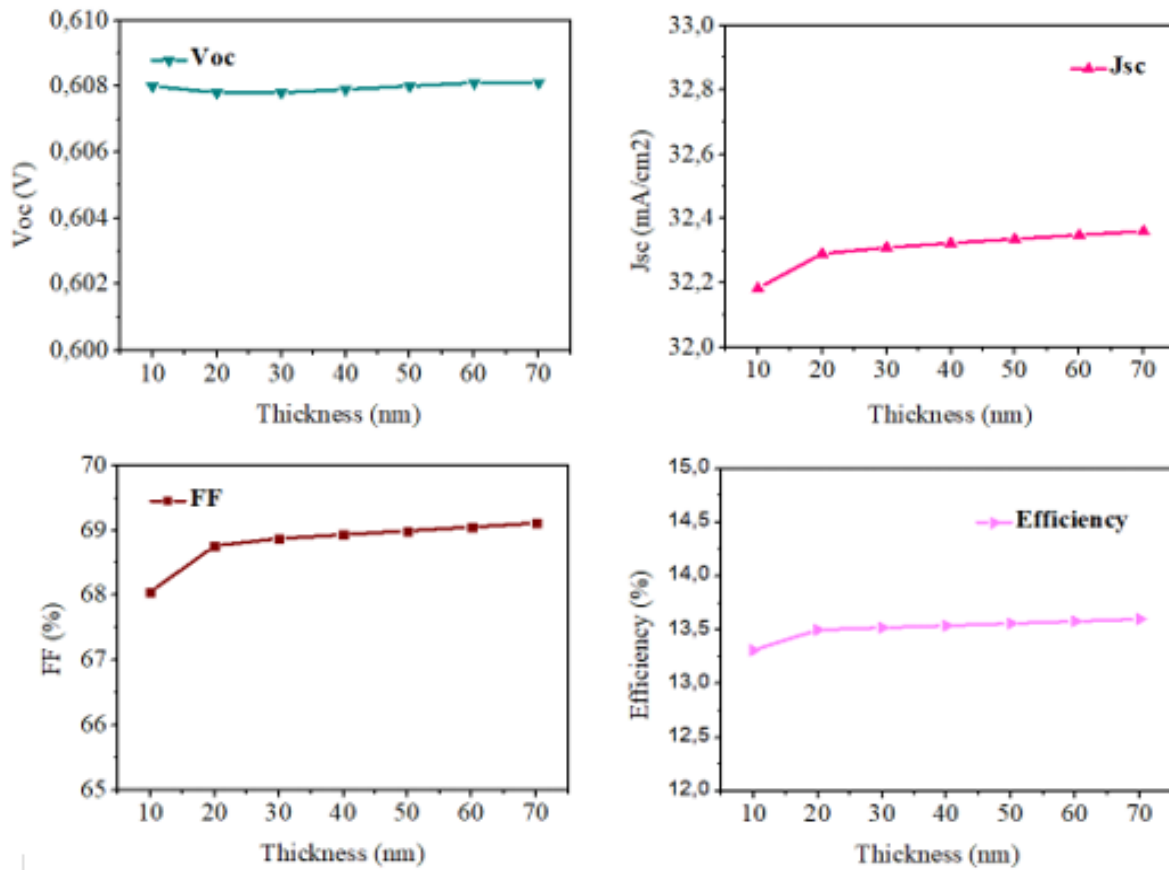 Voc
0,610
0,608
0,606
0,604
0,602
0,600
Voc (V)
10 20 30 40 50 60 70
Thickness (nm)
Jsc
33,0
32,8
32,6
32,4
32,2
32,0
Jsc (mA/cm2)
10 20 30 40 50 60 70
Thickness (nm)
FF
70
69
68
67
66
65
FF (%)
10 20 30 40 50 60 70
Thickness (nm)
Efficiency
15,0
14,5
14,0
13,5
13,0
12,5
12,0
Efficiency (%)
10 20 30 40 50 60 70
Thickness (nm)